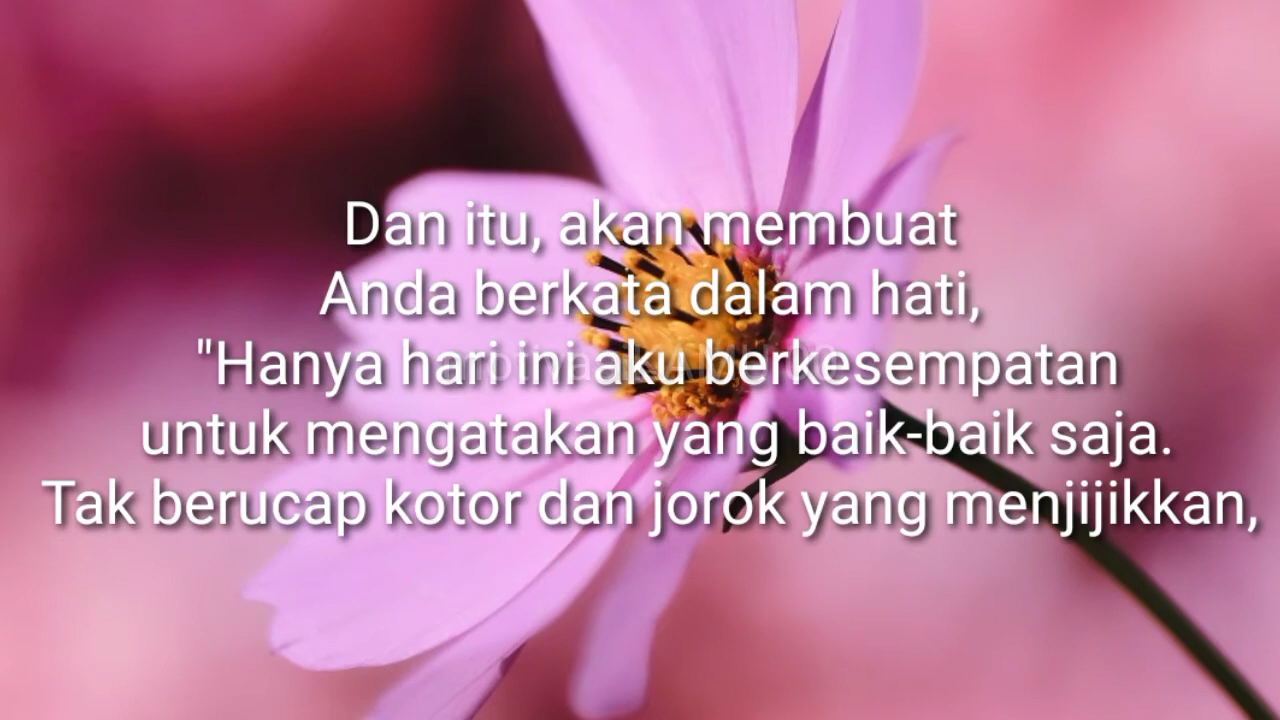 Dan itu, akan membuat
Anda berkata dalam hati,
"Hanya hari ini aku berkesempatan
untuk mengatakan yang baik-baik saja.
Tak berucap kotor dan jorok yang menjijikkan,